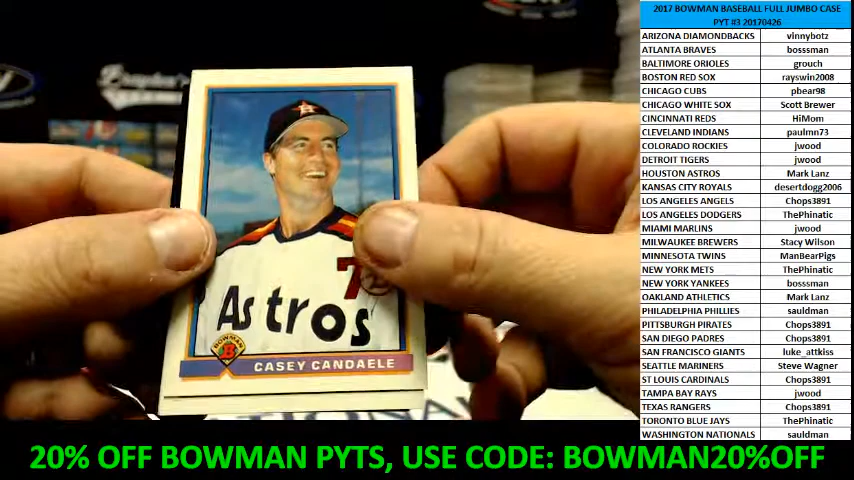 Astros
7
BOWMAN
B
CASEY CANDAELE
2017 BOWMAN BASEBALL FULL JUMBO CASE
PYT #3 20170426
ARIZONA DIAMONDBACKS vinnybotz
ATLANTA BRAVES bosssman
BALTIMORE ORIOLES grouch
BOSTON RED SOX rayswin2008
CHICAGO CUBS pbear98
CHICAGO WHITE SOX Scott Brewer
CINCINNATI REDS HiMom
CLEVELAND INDIANS paulmn73
COLORADO ROCKIES jwood
DETROIT TIGERS jwood
HOUSTON ASTROS Mark Lanz
KANSAS CITY ROYALS desertdogg2006
LOS ANGELES ANGELS Chops3891
LOS ANGELES DODGERS ThePhinatic
MIAMI MARLINS jwood
MILWAUKEE BREWERS Stacy Wilson
MINNESOTA TWINS ManBearPigs
NEW YORK METS ThePhinatic
NEW YORK YANKEES bosssman
OAKLAND ATHLETICS Mark Lanz
PHILADELPHIA PHILLIES sauldman
PITTSBURGH PIRATES Chops3891
SAN DIEGO PADRES Chops3891
SAN FRANCISCO GIANTS luke_attkiss
SEATTLE MARINERS Steve Wagner
ST LOUIS CARDINALS Chops3891
TAMPA BAY RAYS jwood
TEXAS RANGERS Chops3891
TORONTO BLUE JAYS ThePhinatic
WASHINGTON NATIONALS sauldman
20% OFF BOWMAN PYTS, USE CODE: BOWMAN20%OFF